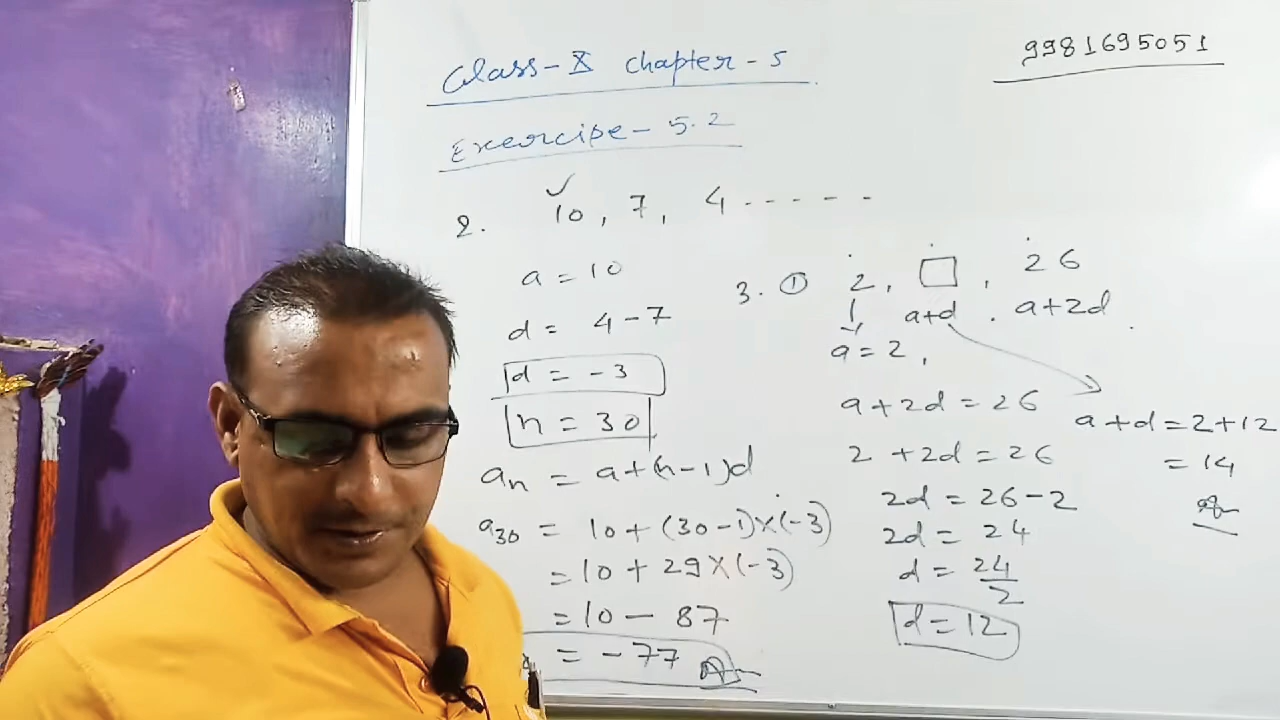 Class-X chapter-5
9981695051
Exercise-5.2
2. 10, 7, 4.-----
a = 10
d = 4-7
d = -3
n = 30
an = a+(n-1)d
a30 = 10+(30-1)×(-3)
=10+29×(-3)
=10-87
= -77 Ans
3. ① 2, □, 26
a+d . a+2d
a=2,
a+2d=26
2+2d=26
2d=26-2
2d=24
d=24/2
d=12
a+d=2+12
=14
Ans